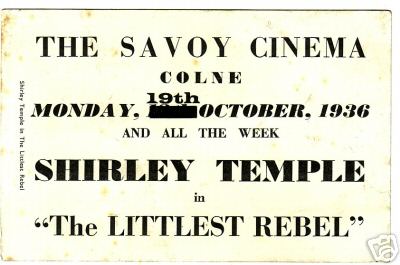 THE SAVOY CINEMA
COLNE
19th
MONDAY, OCTOBER, 1936
AND ALL THE WEEK
SHIRLEY TEMPLE
in
"The LITTLEST REBEL"
Shirley Temple in The Littlest Rebel